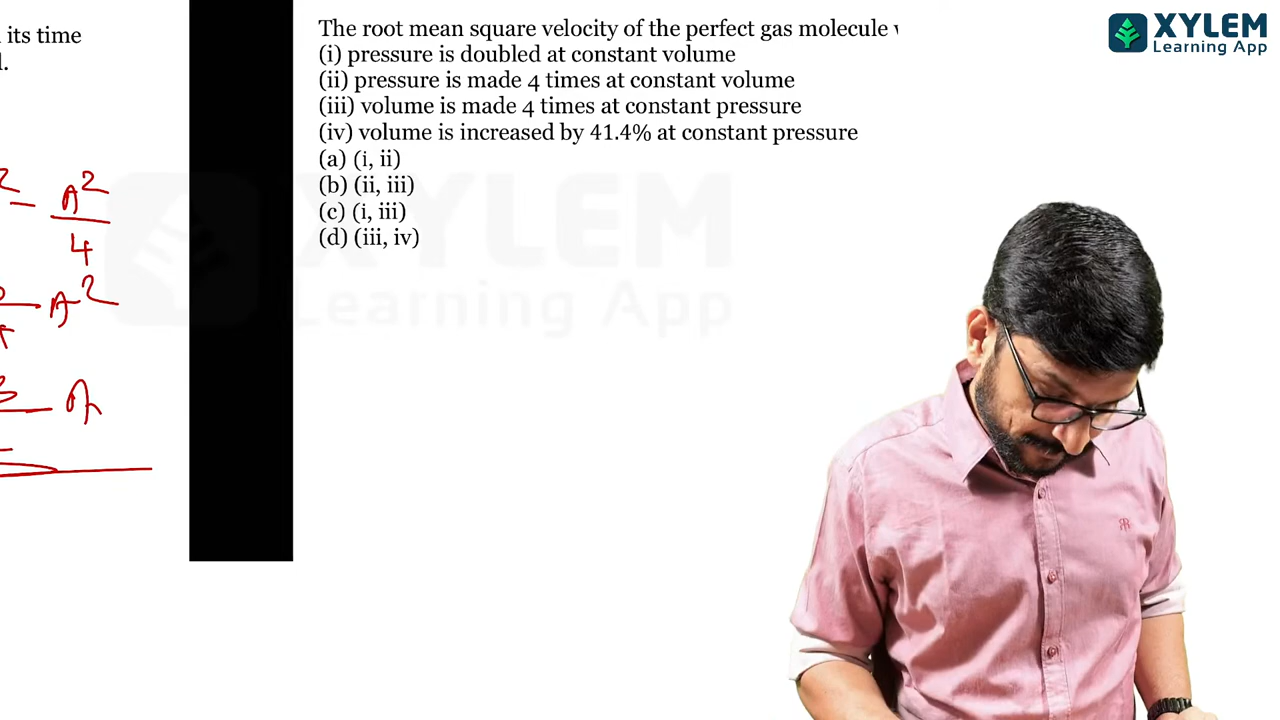 its time
The root mean square velocity of the perfect gas molecule
(i) pressure is doubled at constant volume
(ii) pressure is made 4 times at constant volume
(iii) volume is made 4 times at constant pressure
(iv) volume is increased by 41.4% at constant pressure
(a) (i, ii)
(b) (ii, iii)
(c) (i, iii)
(d) (iii, iv)
A²
4
A²
XYLEM
Learning App
XYLEM
Learning App